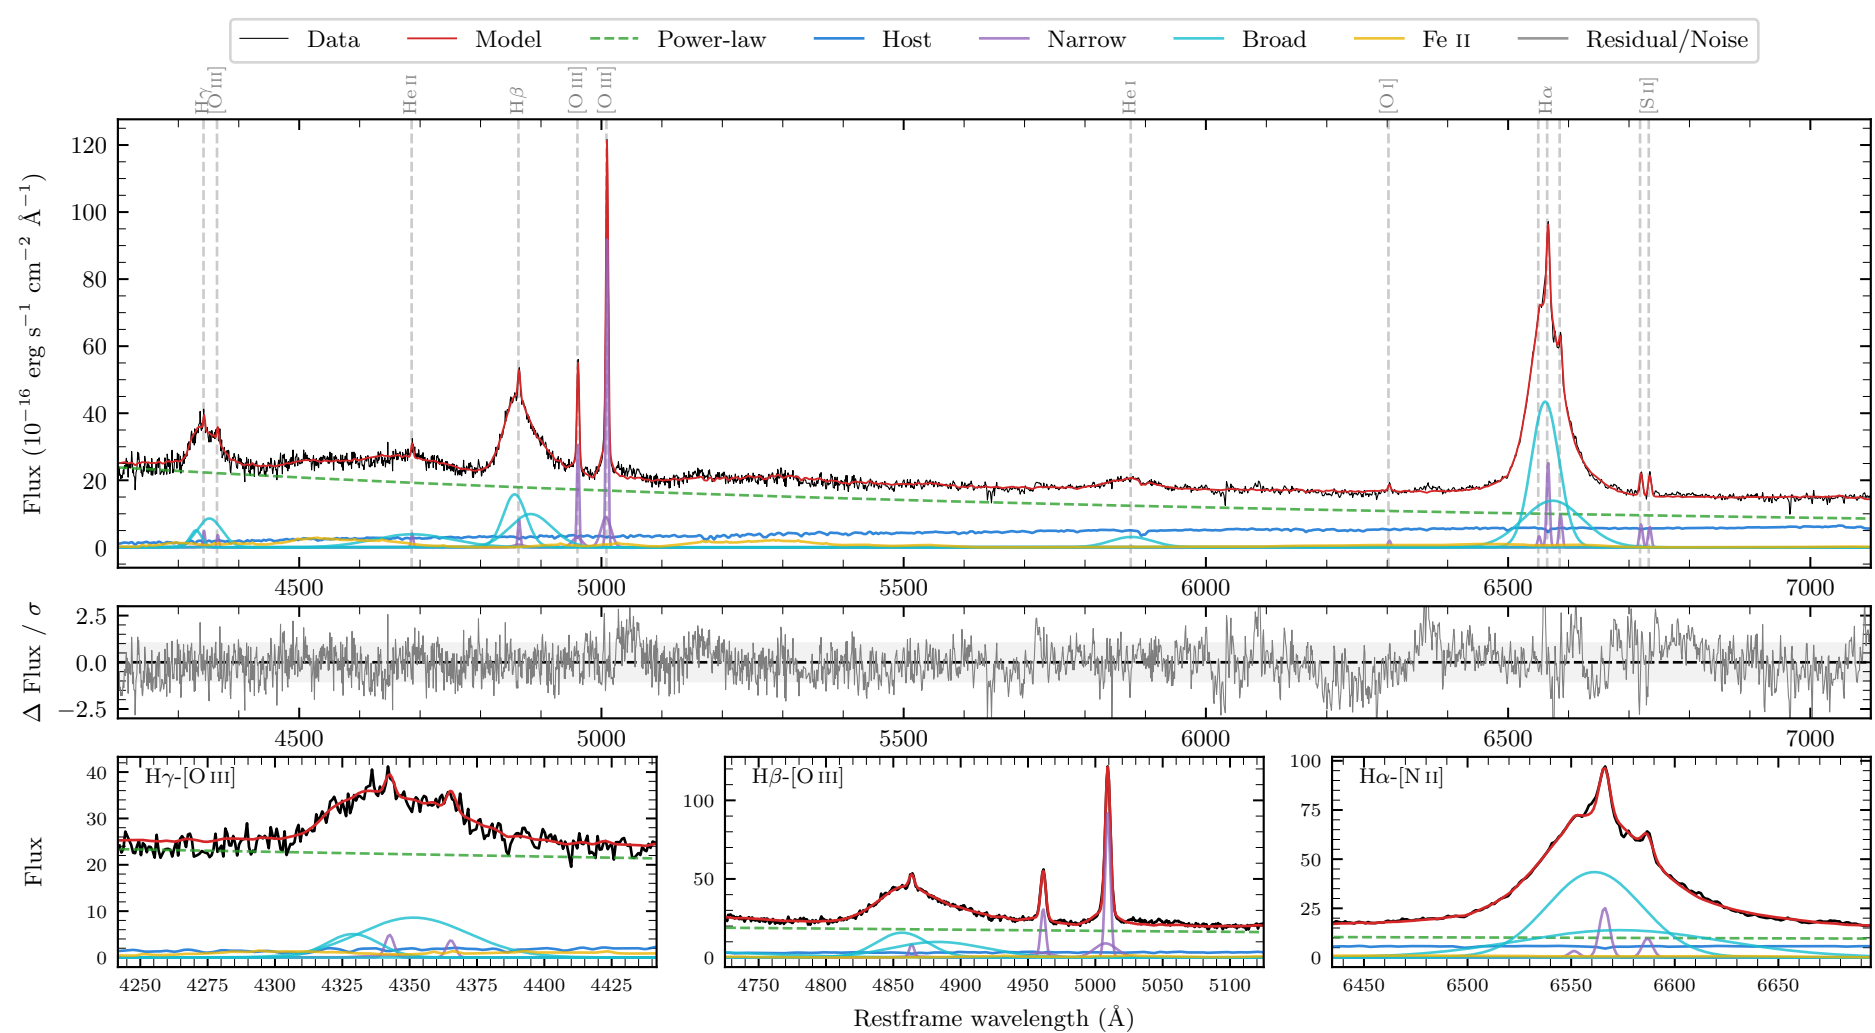 Data Model Power-law Host Narrow Broad Fe II Residual/Noise
Hγ [O III] He II Hβ [O III] [O III] He I [O I] Hα [S II]
Flux (10⁻¹⁶ erg s⁻¹ cm⁻² Å⁻¹)
120
100
80
60
40
20
0
4500 5000 5500 6000 6500 7000
Δ Flux / σ
2.5
0.0
−2.5
4500 5000 5500 6000 6500 7000
Flux
Hγ-[O III]
40
30
20
10
0
4250 4275 4300 4325 4350 4375 4400 4425
Hβ-[O III]
100
50
0
4750 4800 4850 4900 4950 5000 5050 5100
Hα-[N II]
100
75
50
25
0
6450 6500 6550 6600 6650
Restframe wavelength (Å)